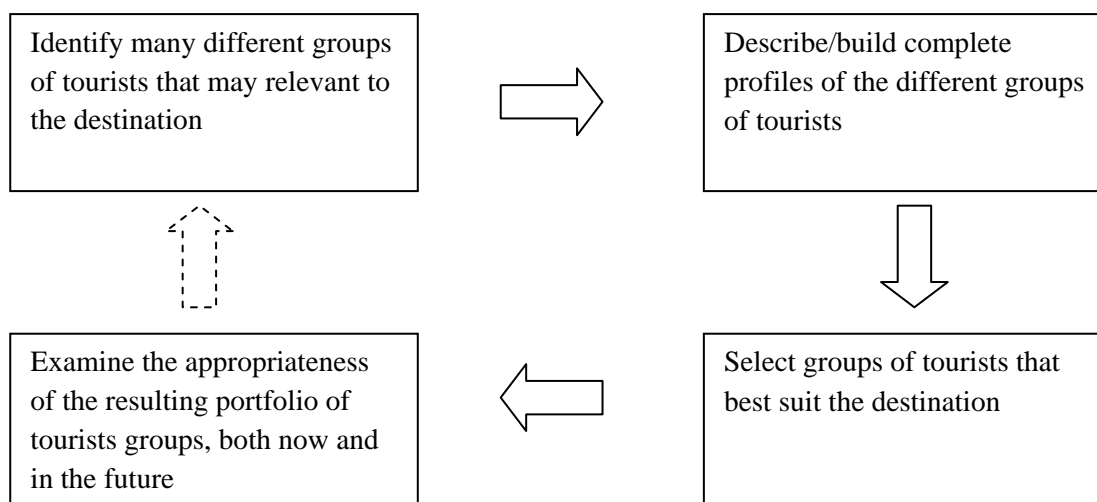 Identify many different groups
of tourists that may relevant to
the destination
Describe/build complete
profiles of the different groups
of tourists
Examine the appropriateness
of the resulting portfolio of
tourists groups, both now and
in the future
Select groups of tourists that
best suit the destination